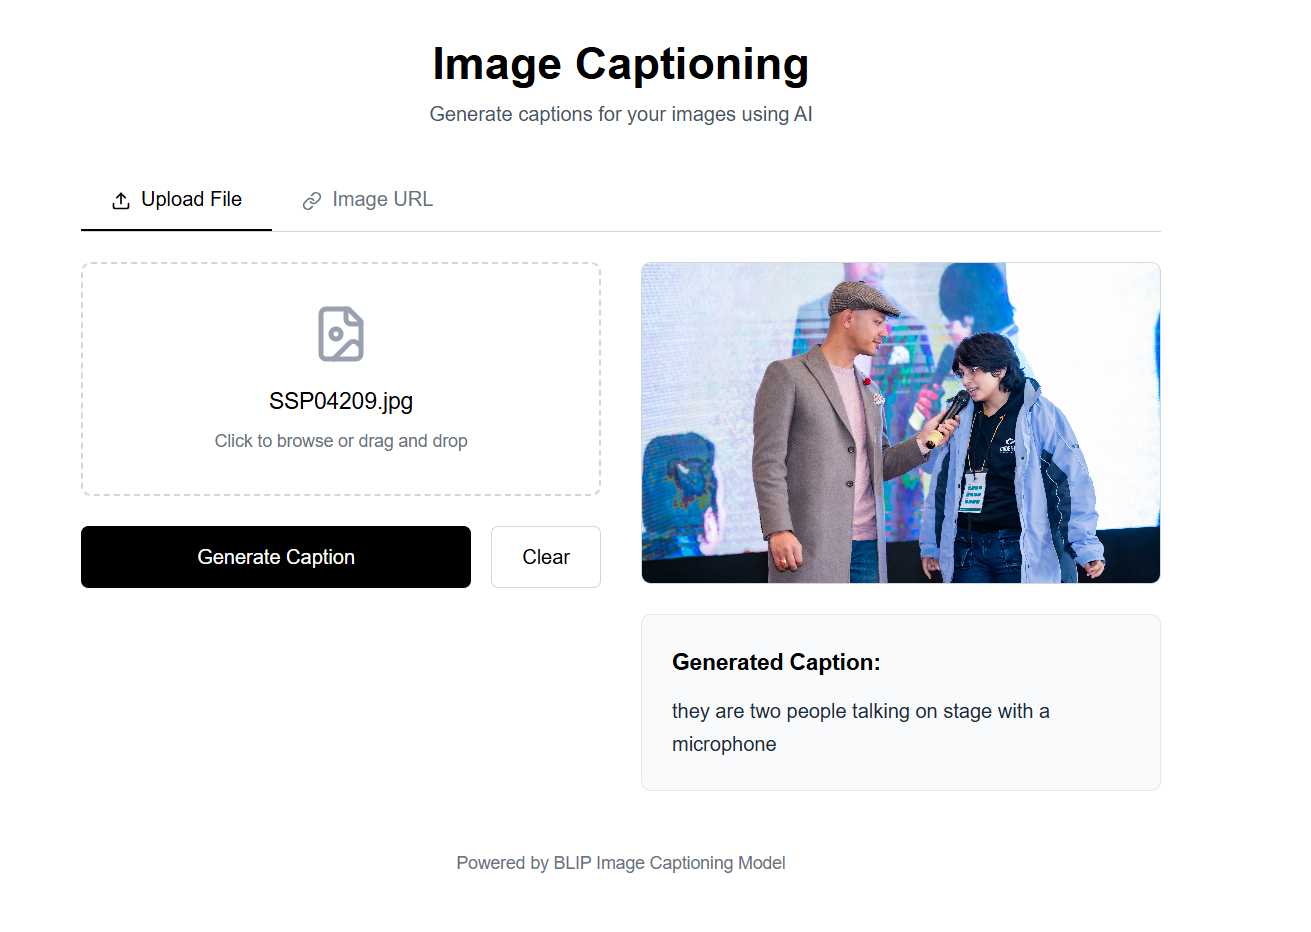 Image Captioning
Generate captions for your images using AI
Upload File
Image URL
SSP04209.jpg
Click to browse or drag and drop
Generate Caption
Clear
Generated Caption:
they are two people talking on stage with a
microphone
Powered by BLIP Image Captioning Model